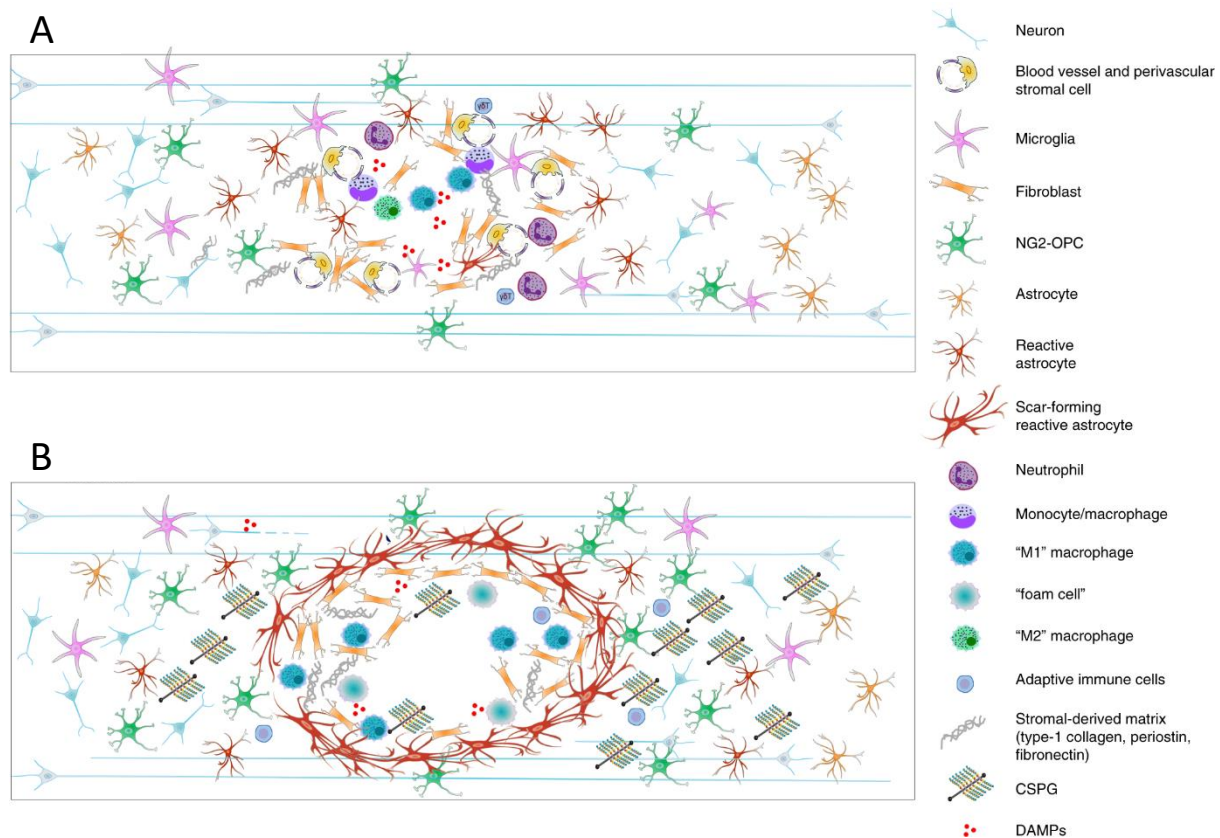 A
γδT
γδT
B
Neuron
Blood vessel and perivascular
stromal cell
Microglia
Fibroblast
NG2-OPC
Astrocyte
Reactive
astrocyte
Scar-forming
reactive astrocyte
Neutrophil
Monocyte/macrophage
“M1” macrophage
“foam cell”
“M2” macrophage
Adaptive immune cells
Stromal-derived matrix
(type-1 collagen, periostin,
fibronectin)
CSPG
DAMPs